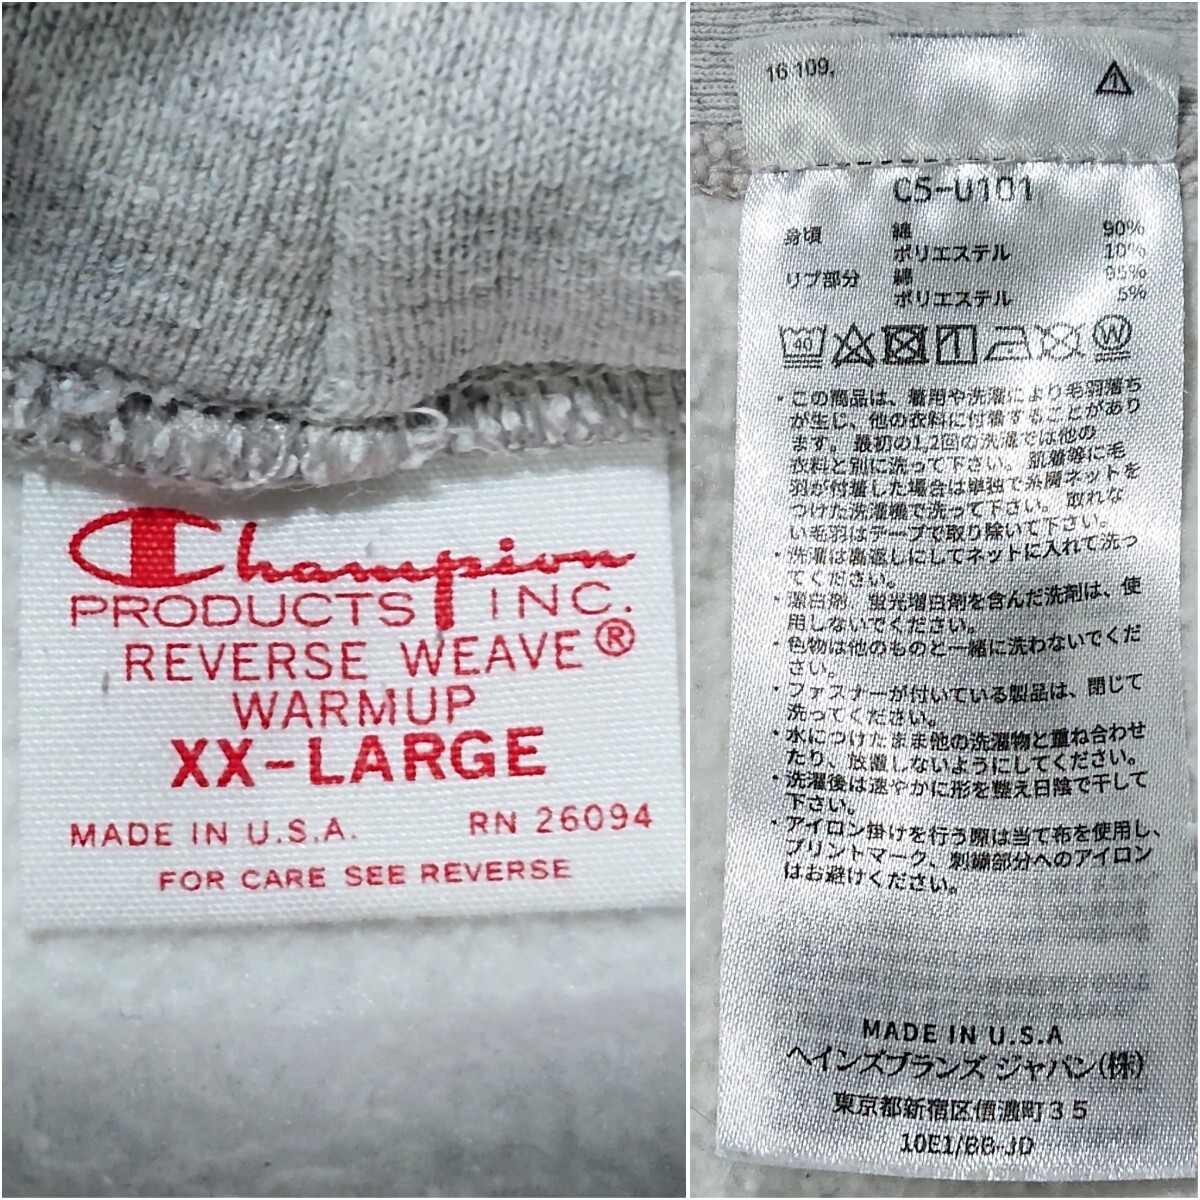 Champion
PRODUCTS INC.
REVERSE WEAVE®
WARMUP
XX-LARGE
MADE IN U.S.A.
RN 26094
FOR CARE SEE REVERSE
16 109,
1
C5-U101
身頃 綿 90%
ポリエステル 10%
リブ部分 綿 95%
ポリエステル 5%
40
W
・この商品は、着用や洗濯により毛羽落ち
が生じ、他の衣料に付着することがあり
ます。最初の1.2回の洗濯では他の
衣料と別に洗って下さい。肌着等に毛
羽が付着した場合は単独で糸屑ネットを
つけた洗濯機で洗って下さい。取れな
い毛羽はテープで取り除いて下さい。
・洗濯は裏返しにしてネットに入れて洗っ
てください。
・漂白剤、蛍光増白剤を含んだ洗剤は、使
用しないでください。
・色物は他のものと一緒に洗わないでくだ
さい。
・ファスナーが付いている製品は、閉じて
洗ってください。
・水につけたまま他の洗濯物と重ね合わせ
たり、放置しないようにしてください。
・洗濯後は速やかに形を整え日陰で干して
下さい。
・アイロン掛けを行う際は当て布を使用し、
プリントマーク、刺繍部分へのアイロン
はお避けください。
MADE IN U.S.A
ヘインズブランズ ジャパン(株)
東京都新宿区信濃町35
10E1/BB-JD